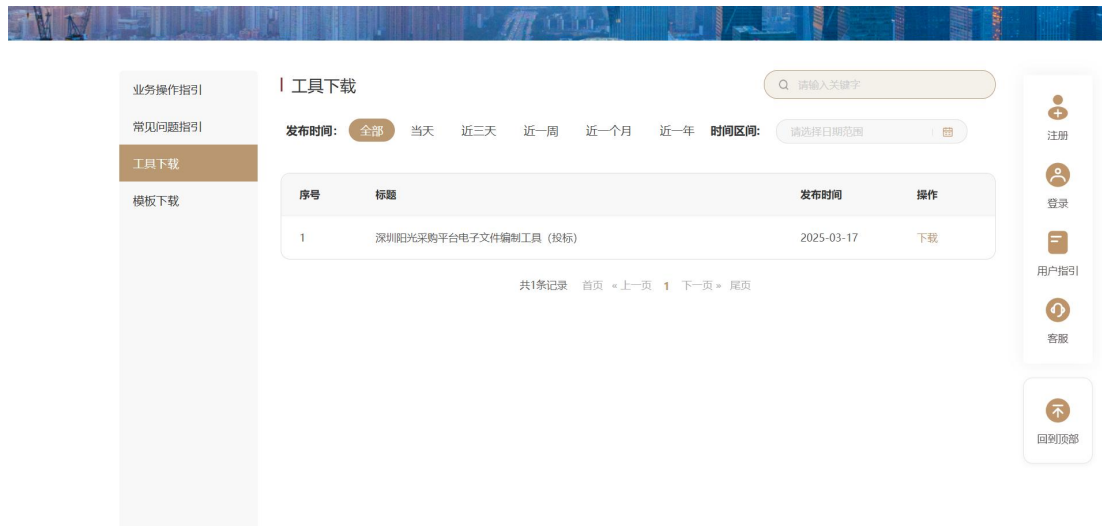 业务操作指引
常见问题指引
工具下载
模板下载
工具下载
请输入关键字
发布时间: 全部 当天 近三天 近一周 近一个月 近一年 时间区间: 请选择日期范围
序号 标题 发布时间 操作
1 深圳阳光采购平台电子文件编制工具（投标） 2025-03-17 下载
共1条记录 首页 «上一页 1 下一页» 尾页
注册
登录
用户指引
客服
回到顶部